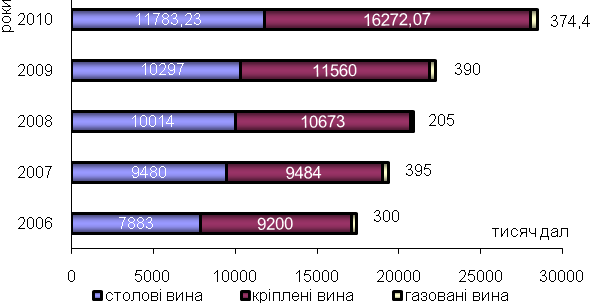 роки
2010 11783,23 16272,07 374,4
2009 10297 11560 390
2008 10014 10673 205
2007 9480 9484 395
2006 7883 9200 300
тисяч дал
0 5000 10000 15000 20000 25000 30000
столові вина кріплені вина газовані вина